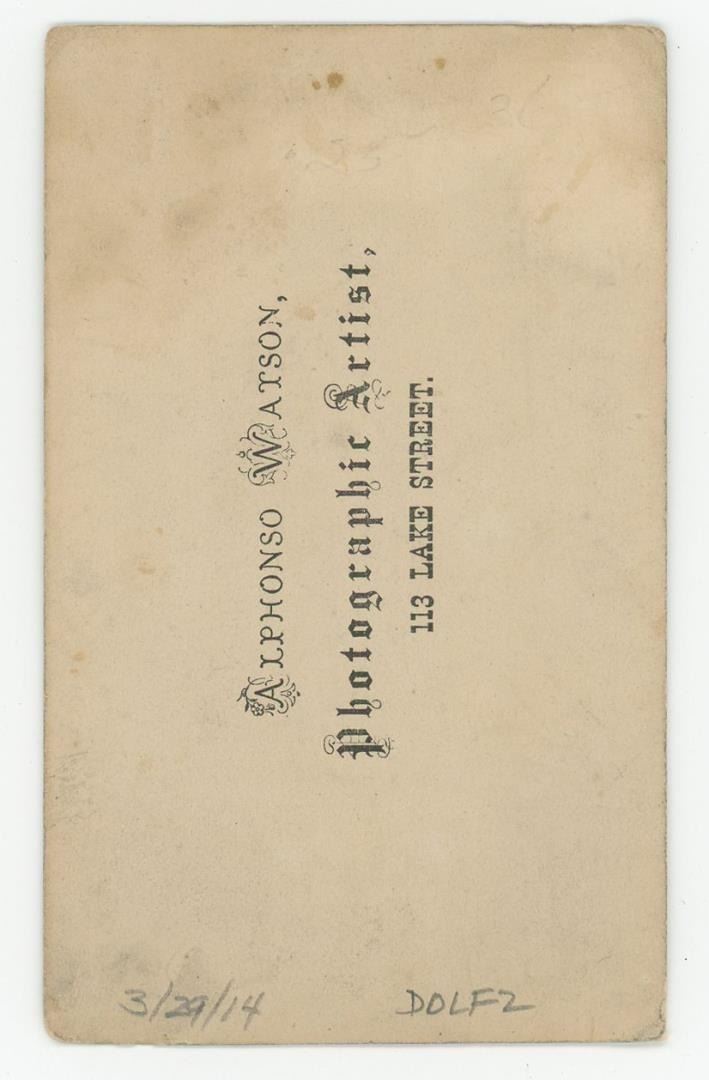 Alphonso Watson,
Photographic Artist,
113 LAKE STREET.
3/29/14 DOLFZ